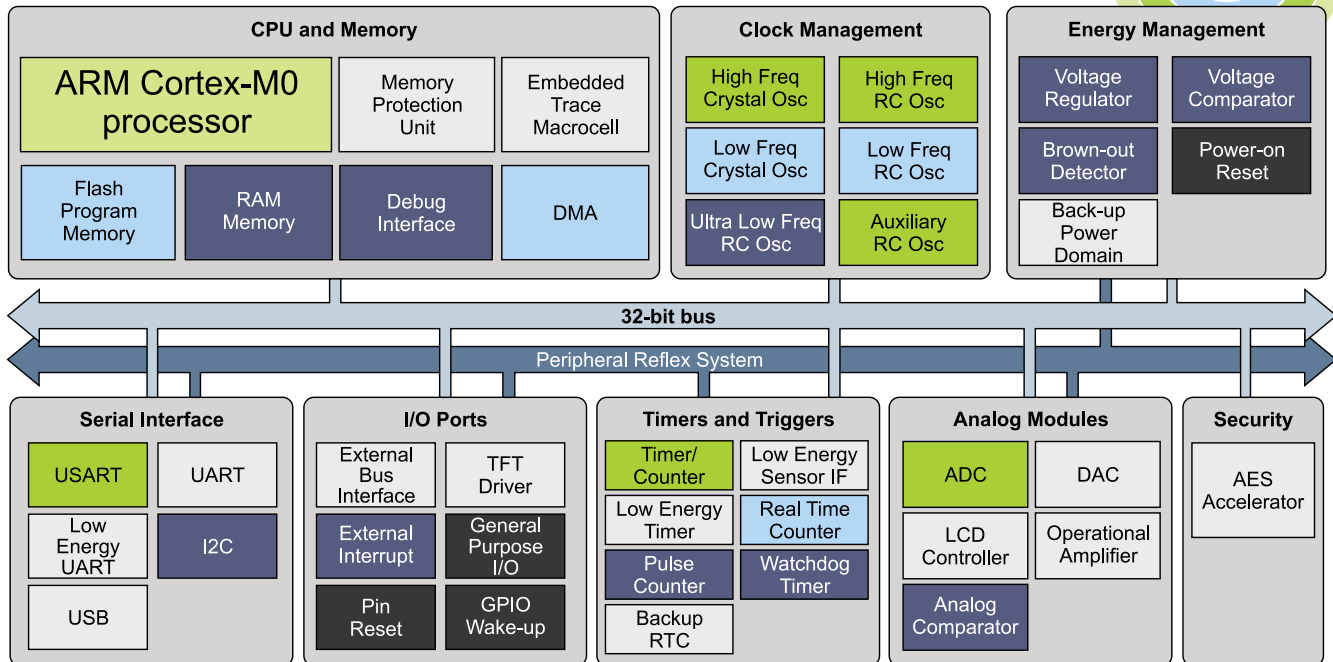 CPU and Memory
ARM Cortex-M0
processor
Memory
Protection
Unit
Embedded
Trace
Macrocell
Flash
Program
Memory
RAM
Memory
Debug
Interface
DMA
Clock Management
High Freq
Crystal Osc
High Freq
RC Osc
Low Freq
Crystal Osc
Low Freq
RC Osc
Ultra Low Freq
RC Osc
Auxiliary
RC Osc
Energy Management
Voltage
Regulator
Voltage
Comparator
Brown-out
Detector
Power-on
Reset
Back-up
Power
Domain
32-bit bus
Peripheral Reflex System
Serial Interface
USART
UART
Low
Energy
UART
I2C
USB
I/O Ports
External
Bus
Interface
TFT
Driver
External
Interrupt
General
Purpose
I/O
Pin
Reset
GPIO
Wake-up
Timers and Triggers
Timer/
Counter
Low Energy
Sensor IF
Low Energy
Timer
Real Time
Counter
Pulse
Counter
Watchdog
Timer
Backup
RTC
Analog Modules
ADC
DAC
LCD
Controller
Operational
Amplifier
Analog
Comparator
Security
AES
Accelerator